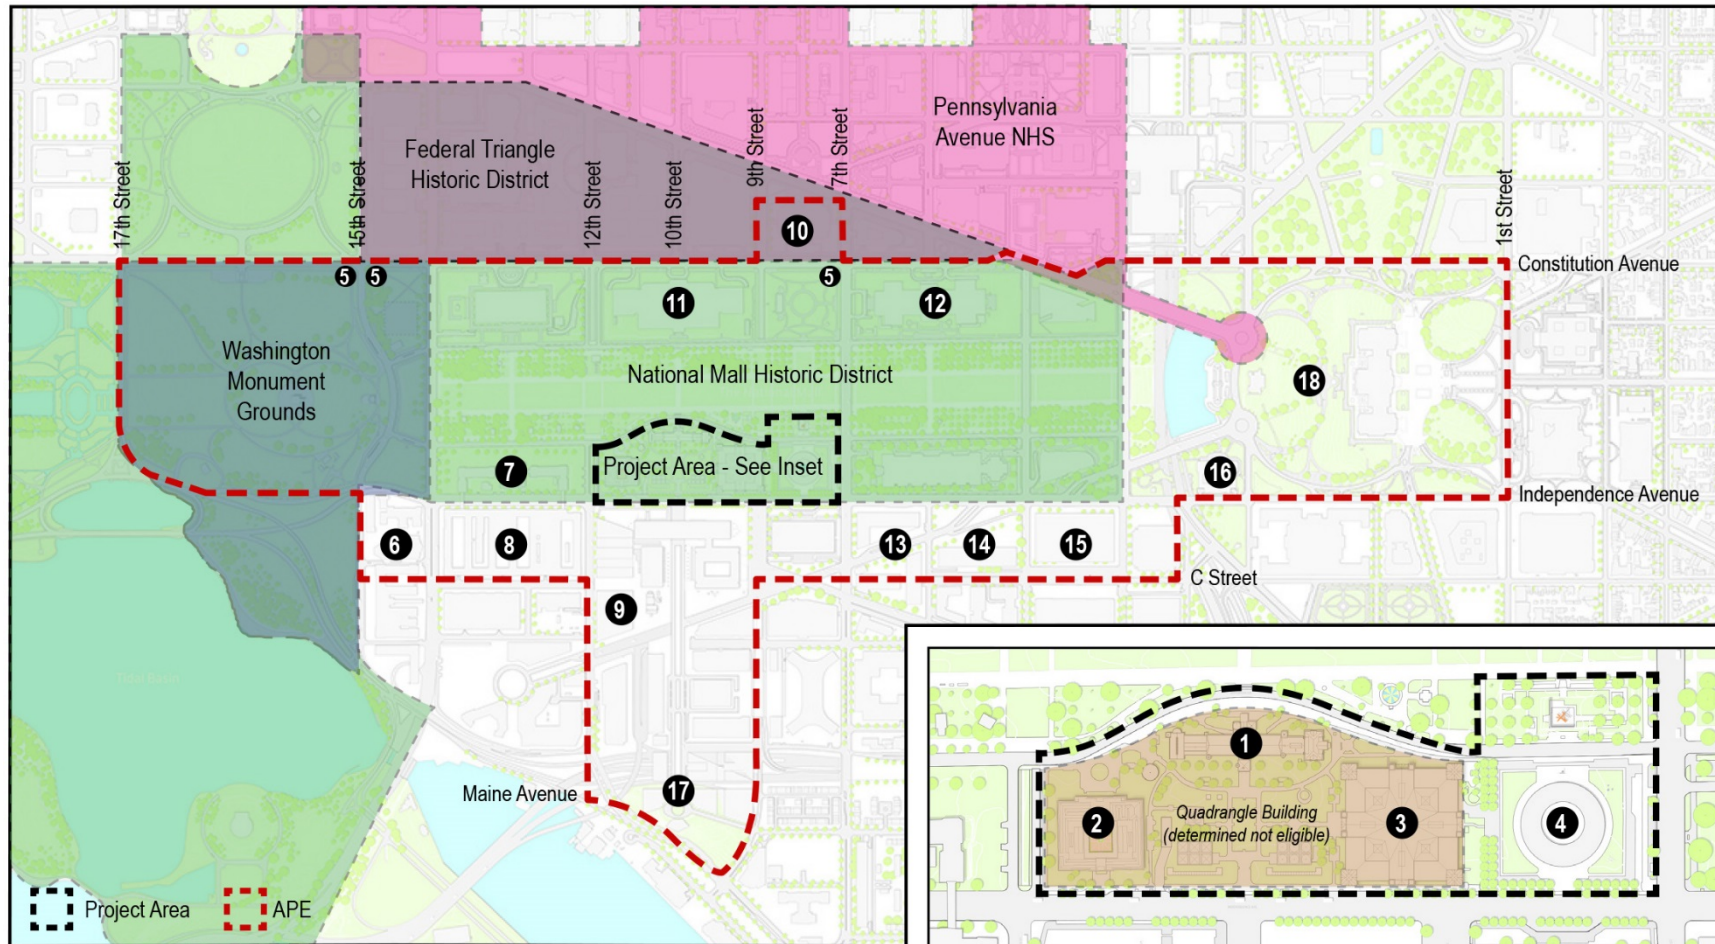 Pennsylvania
Avenue NHS
Federal Triangle
Historic District
17th Street
15th Street
12th Street
10th Street
9th Street
7th Street
1st Street
10
Constitution Avenue
5
5
5
11
12
Washington
Monument
Grounds
National Mall Historic District
18
7
Project Area - See Inset
16
Independence Avenue
6
8
13
14
15
C Street
9
17
Maine Avenue
1
2
Quadrangle Building
(determined not eligible)
3
4
Project Area
APE